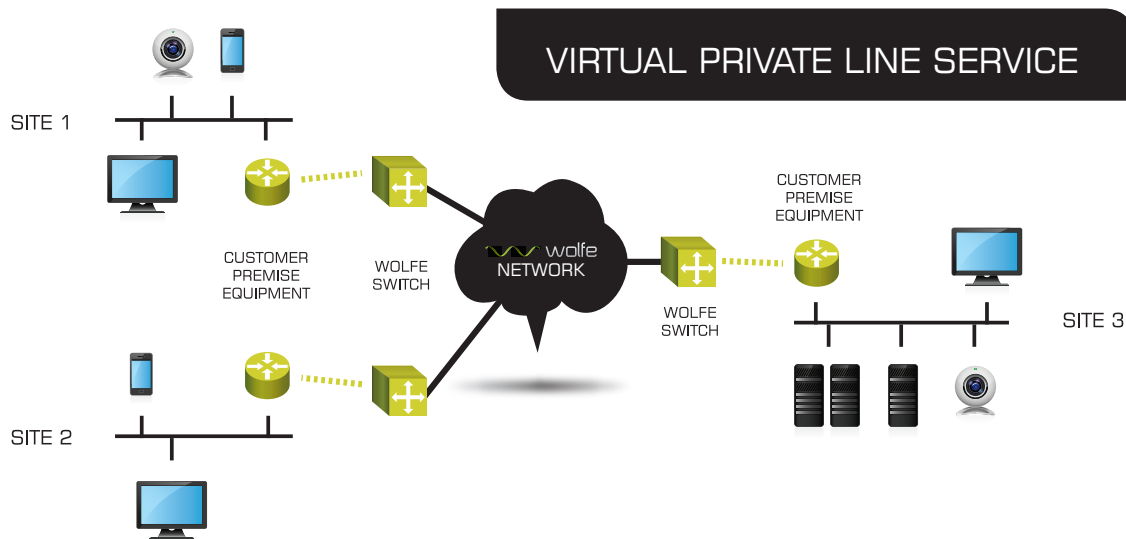 VIRTUAL PRIVATE LINE SERVICE
SITE 1
CUSTOMER
PREMISE
EQUIPMENT
WOLFE
SWITCH
wolfe
NETWORK
CUSTOMER
PREMISE
EQUIPMENT
WOLFE
SWITCH
SITE 3
SITE 2